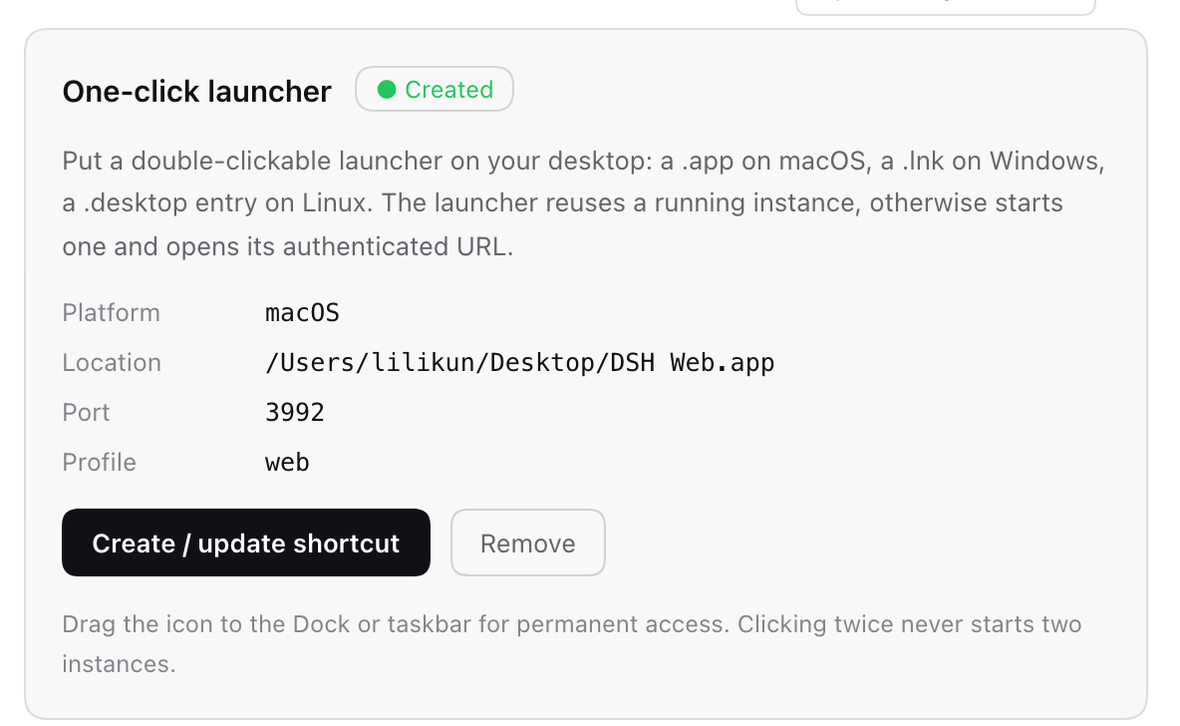 One-click launcher
Created
Put a double-clickable launcher on your desktop: a .app on macOS, a .lnk on Windows,
a .desktop entry on Linux. The launcher reuses a running instance, otherwise starts
one and opens its authenticated URL.
Platform macOS
Location /Users/lilikun/Desktop/DSH Web.app
Port 3992
Profile web
Create / update shortcut
Remove
Drag the icon to the Dock or taskbar for permanent access. Clicking twice never starts two
instances.